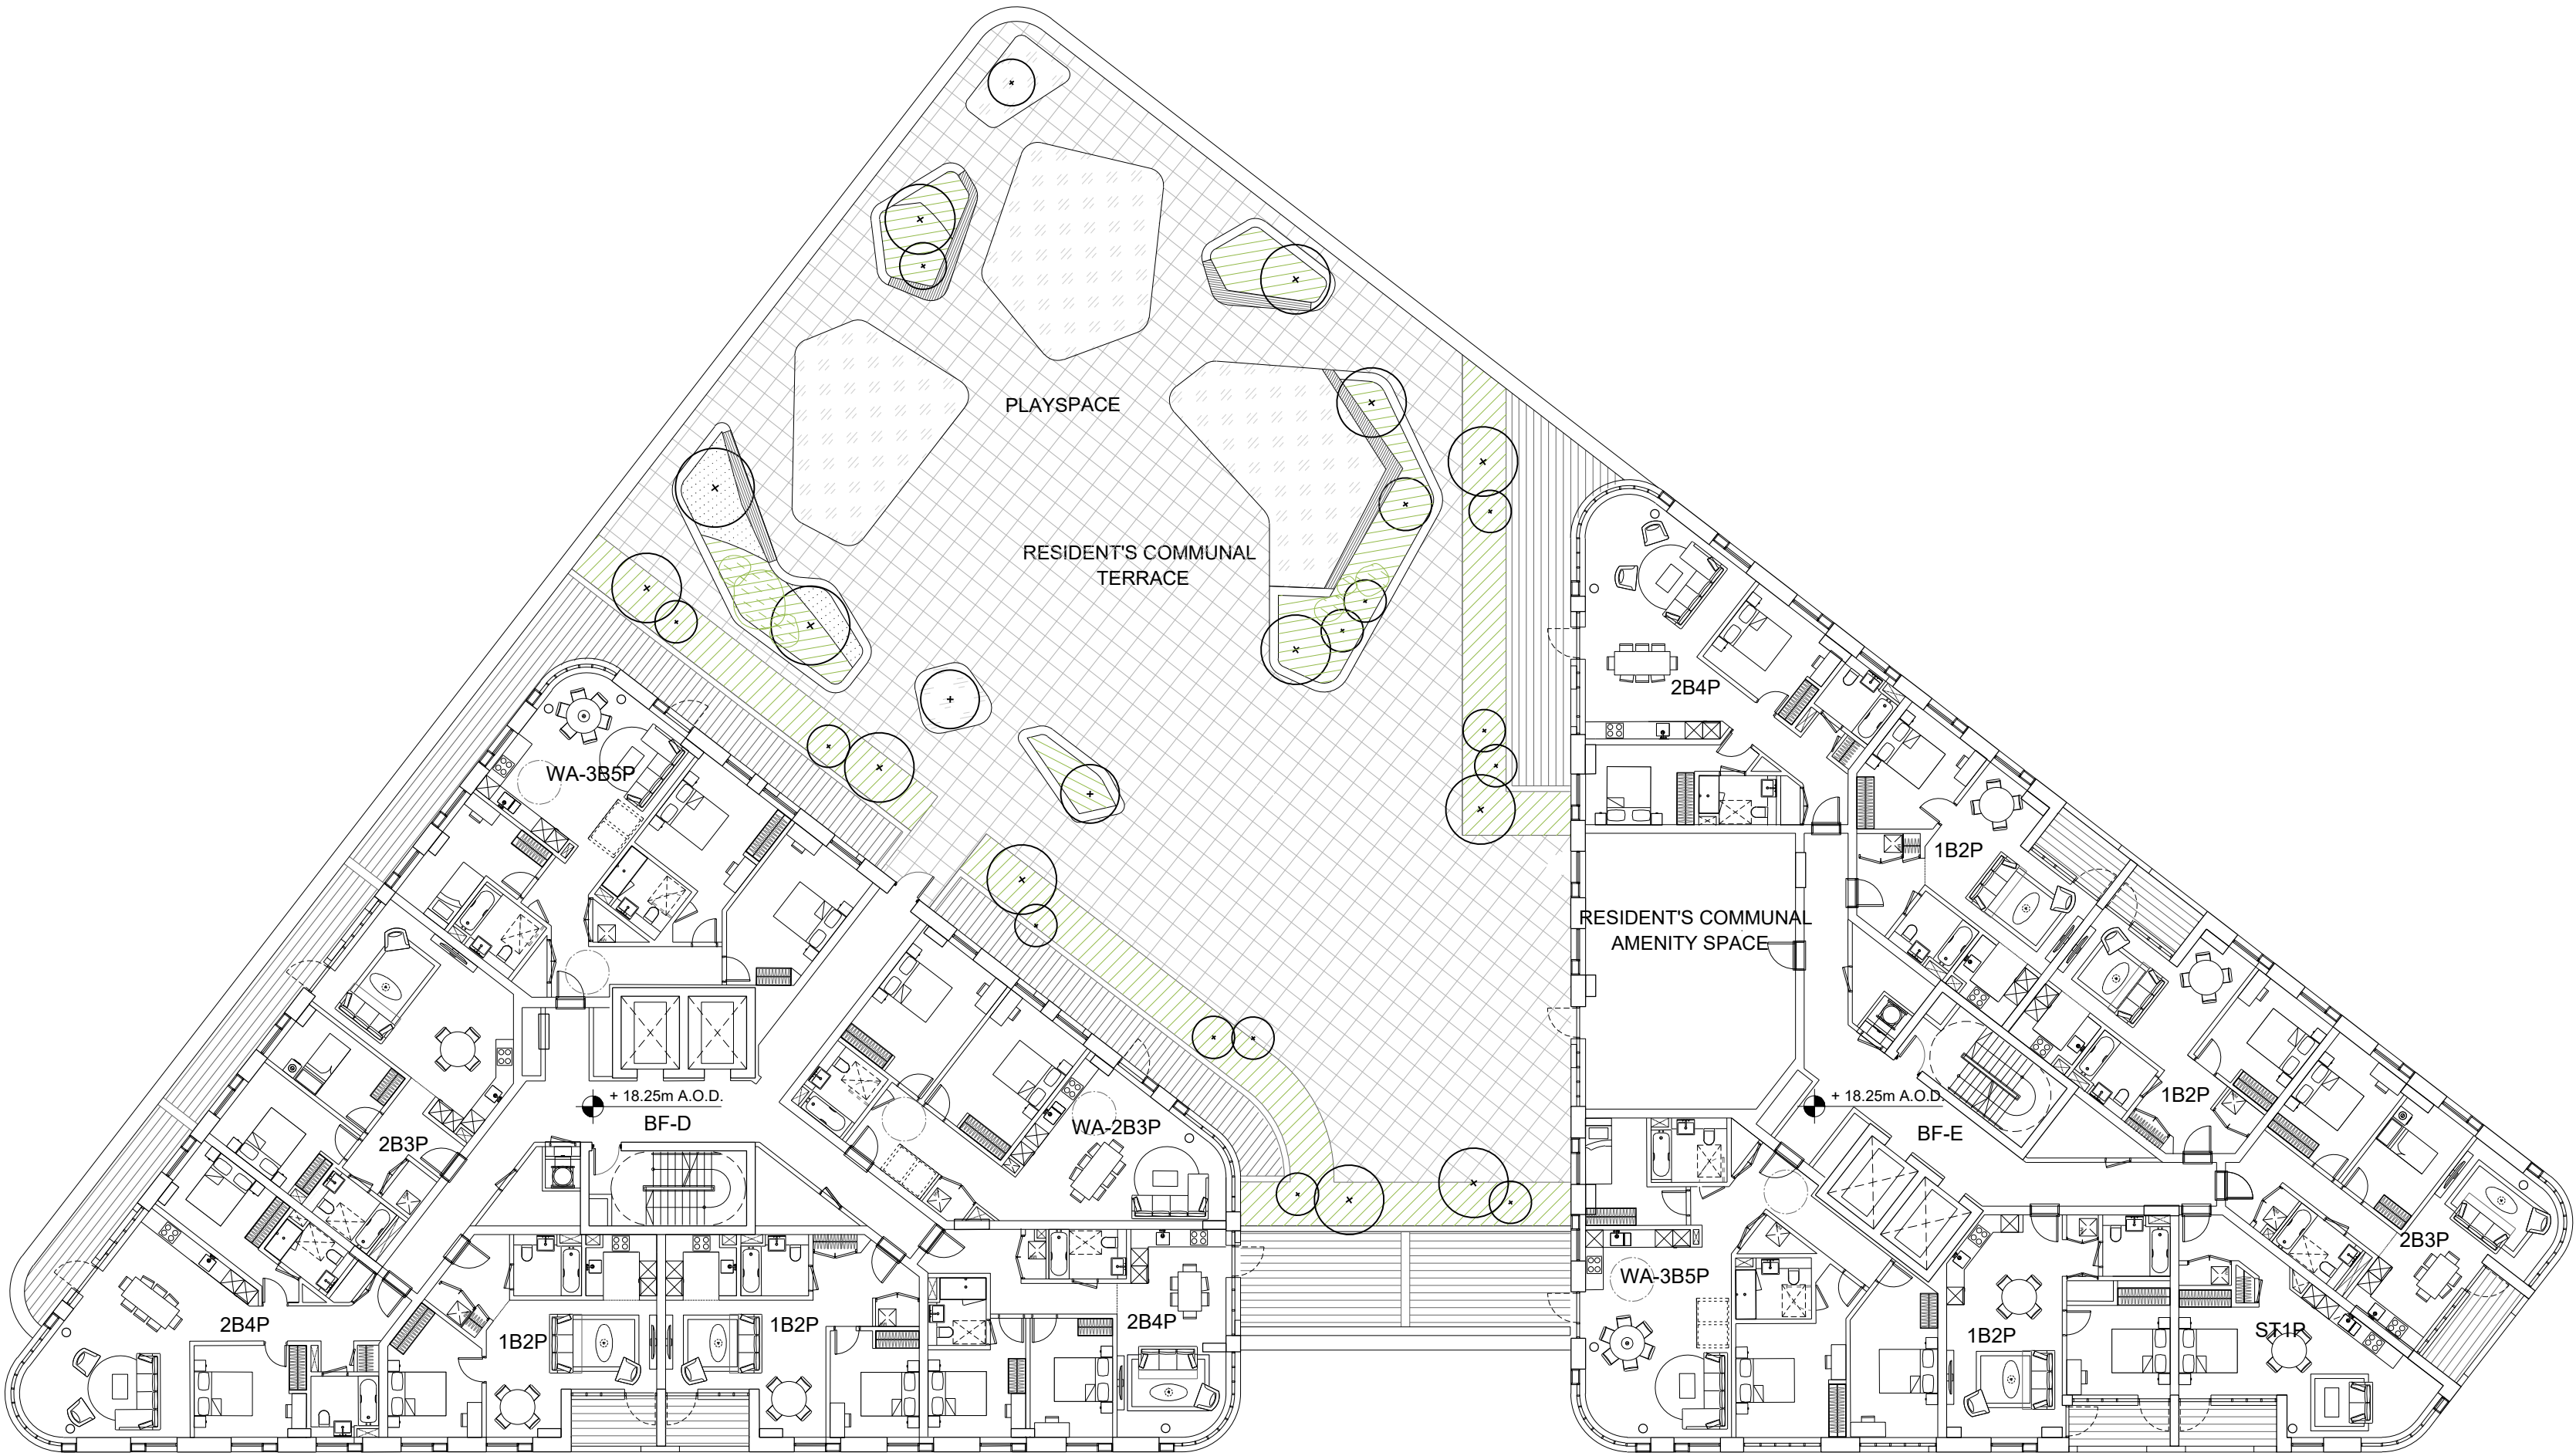 PLAYSPACE
RESIDENT'S COMMUNAL
TERRACE
2B4P
WA-3B5P
1B2P
RESIDENT'S COMMUNAL
AMENITY SPACE
+ 18.25m A.O.D.
BF-D
+ 18.25m A.O.D.
BF-E
1B2P
WA-2B3P
2B3P
2B3P
WA-3B5P
2B4P
1B2P
1B2P
2B4P
1B2P
ST1P